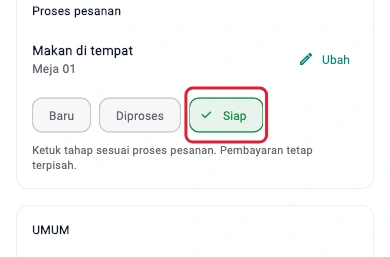 Proses pesanan
Makan di tempat
Meja 01
Ubah
Baru
Diproses
Siap
Ketuk tahap sesuai proses pesanan. Pembayaran tetap
terpisah.
UMUM